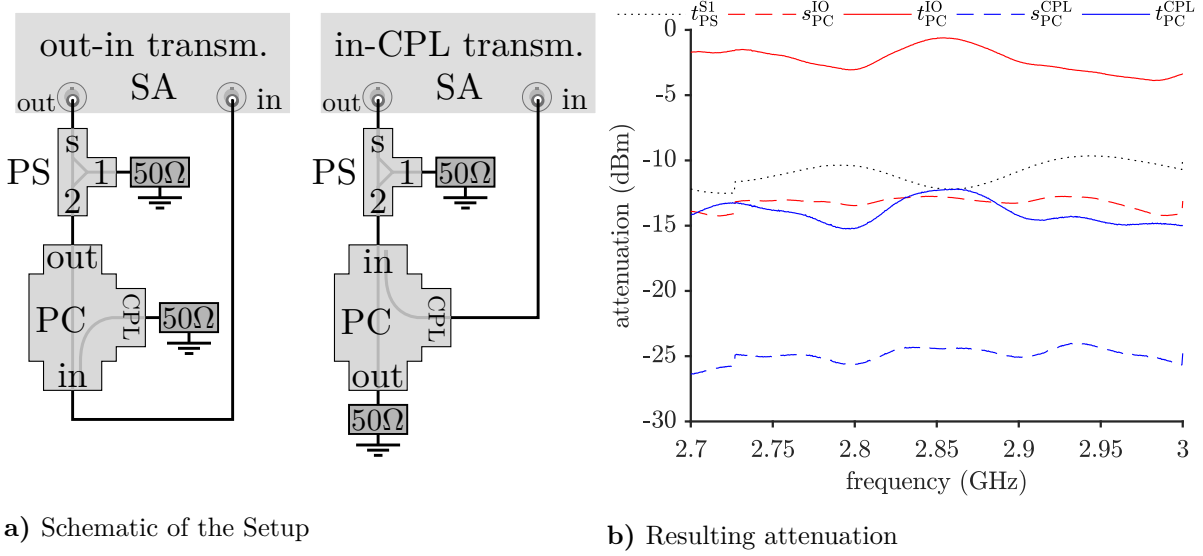 out-in transm.
SA
out
in
PS
s
1
2
50Ω
out
PC
CPL
50Ω
in
in-CPL transm.
SA
out
in
PS
s
1
2
50Ω
in
PC
CPL
out
50Ω
a) Schematic of the Setup
t_PS^S1 s_PC^IO t_PC^IO s_PC^CPL t_PC^CPL
attenuation (dBm)
0
-5
-10
-15
-20
-25
-30
2.7 2.75 2.8 2.85 2.9 2.95 3
frequency (GHz)
b) Resulting attenuation